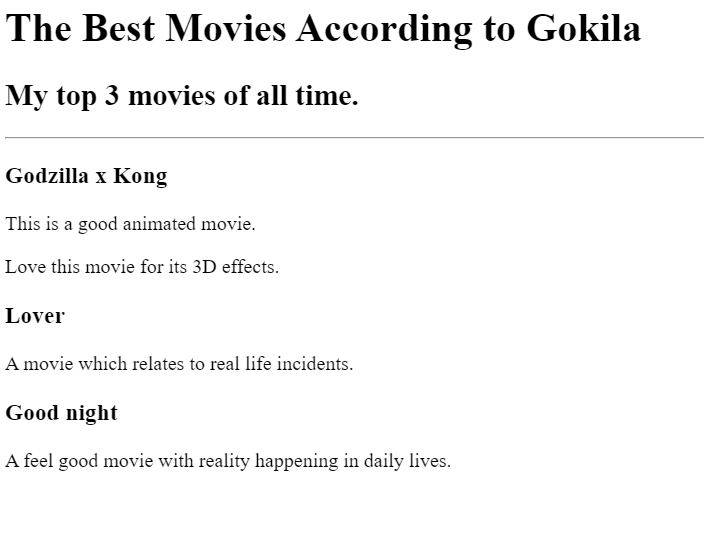 The Best Movies According to Gokila
My top 3 movies of all time.
Godzilla x Kong
This is a good animated movie.
Love this movie for its 3D effects.
Lover
A movie which relates to real life incidents.
Good night
A feel good movie with reality happening in daily lives.